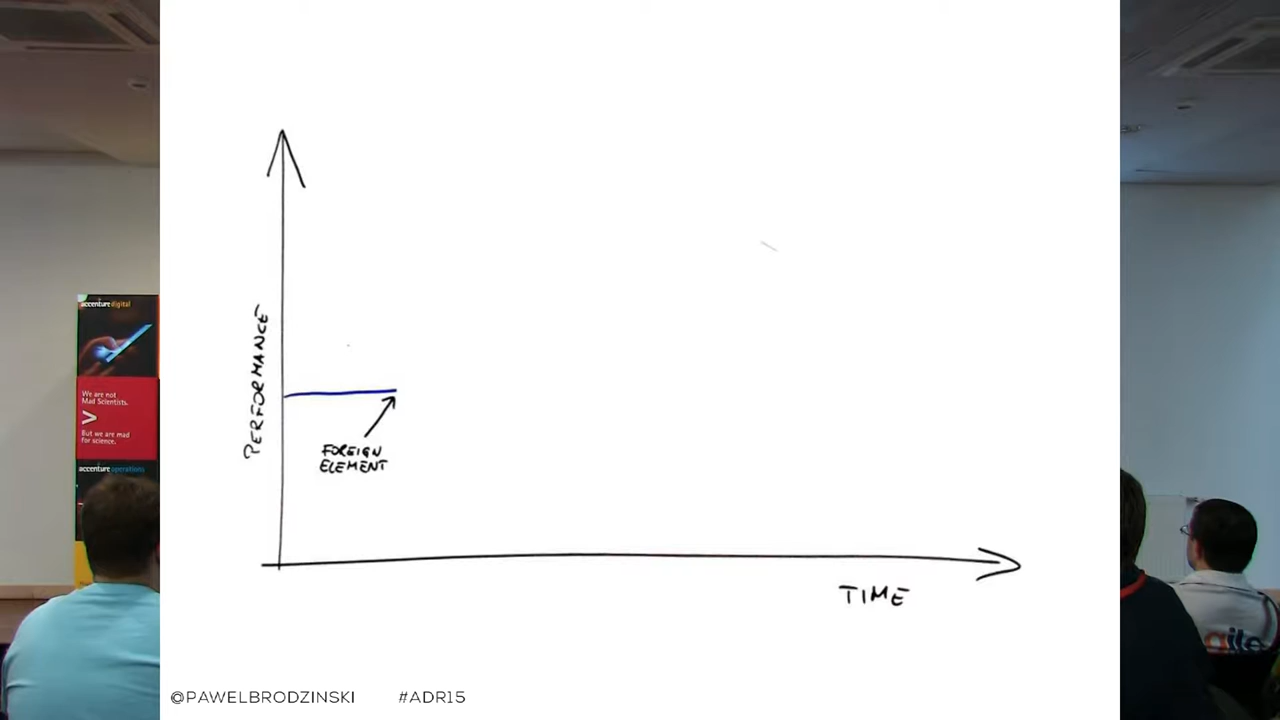 PERFORMANCE
FOREIGN
ELEMENT
TIME
@PAWELBRODZINSKI #ADR15
accenture digital
We are not
Mad Scientists.
>
But we are mad
for science.
accenture operations
agile